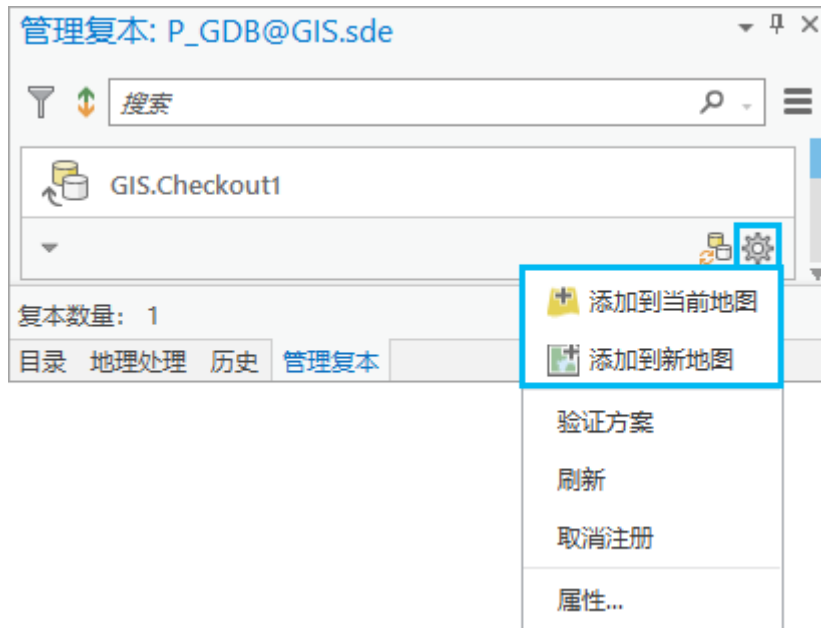 管理复本: P_GDB@GIS.sde
搜索
GIS.Checkout1
添加到当前地图
复本数量: 1
添加到新地图
目录 地理处理 历史 管理复本
验证方案
刷新
取消注册
属性...